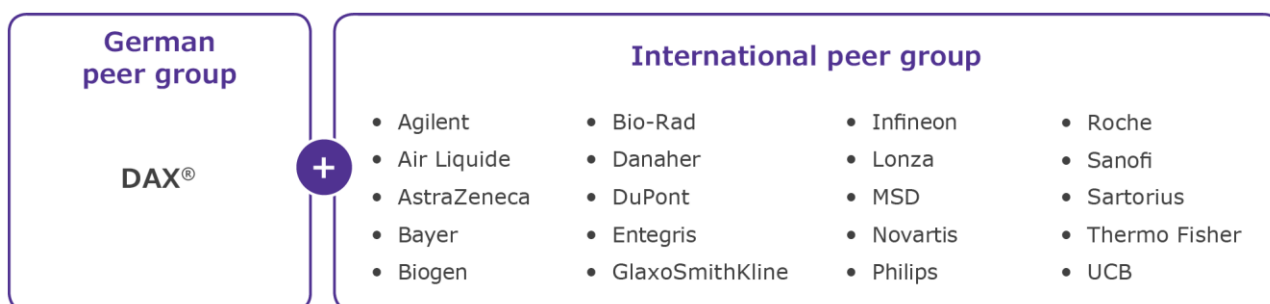 German
peer group
DAX®
+
International peer group
• Agilent
• Air Liquide
• AstraZeneca
• Bayer
• Biogen
• Bio-Rad
• Danaher
• DuPont
• Entegris
• GlaxoSmithKline
• Infineon
• Lonza
• MSD
• Novartis
• Philips
• Roche
• Sanofi
• Sartorius
• Thermo Fisher
• UCB